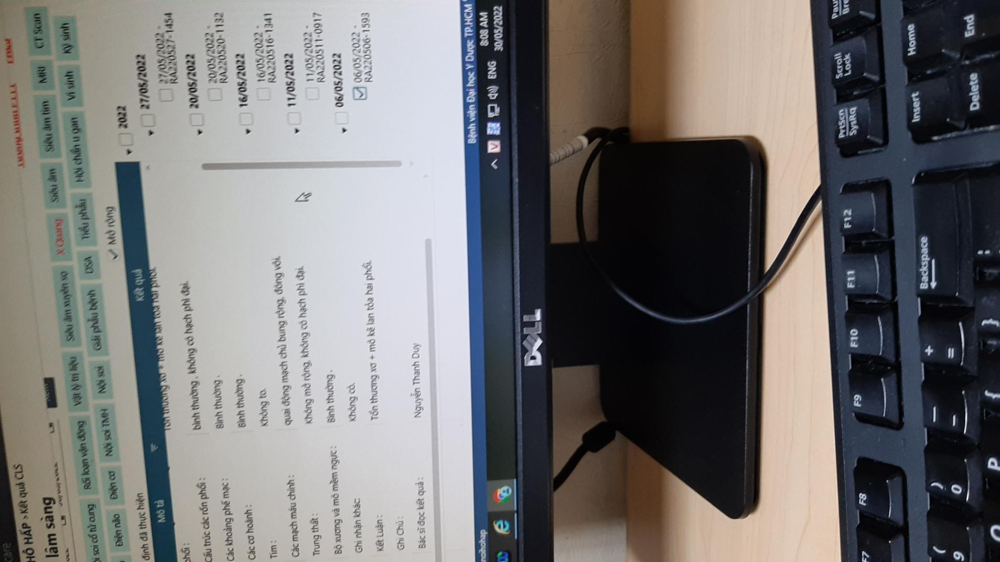 care
HÔ HẤP > Kết quả CLS
lâm sàng
CT Scan
MRI
Siêu âm tim
Siêu âm
X Quang
Siêu âm xuyên sọ
Vật lý trị liệu
Rối loạn vận động
soi cổ tử cung
Ký sinh
Vi sinh
Hội chẩn u gan
Tiểu phẫu
DSA
Giải phẫu bệnh
Nội soi
Nội soi TMH
Điện cơ
Điện não
Mở rộng
định đã thực hiện
Mô tả
Kết quả
phổi :
Tổn thương xơ + mô kẽ lan tỏa hai phổi.
Cấu trúc các rốn phổi : bình thường , không có hạch phì đại.
Các khoảng phế mạc : Bình thường .
Các cơ hoành : Bình thường .
Tim : Không to.
Các mạch máu chính : quai động mạch chủ bung rộng, đóng vôi.
Trung thất : Không mở rộng, không có hạch phì đại.
Bộ xương và mô mềm ngực : Bình thường .
Ghi nhận khác: Không có.
Kết Luận : Tổn thương xơ + mô kẽ lan tỏa hai phổi.
Ghi Chú :
Bác sĩ đọc kết quả : Nguyễn Thanh Duy
2022
27/05/2022
27/05/2022 -
RA220527-1454
20/05/2022
20/05/2022 -
RA220520-1132
16/05/2022
16/05/2022 -
RA220516-1341
11/05/2022
11/05/2022 -
RA220511-0917
06/05/2022
06/05/2022 -
RA220506-1593
noihohap
Bệnh viện Đại học Y Dược TP.HCM
V
ENG
8:08 AM
30/05/2022
DELL
F7
F8
F9
F10
F11
F12
PrtScn
SysRq
Scroll
Lock
Backspace
Insert
Home
Delete
End
(
9
)
0
-
+
=
O
P
{
}